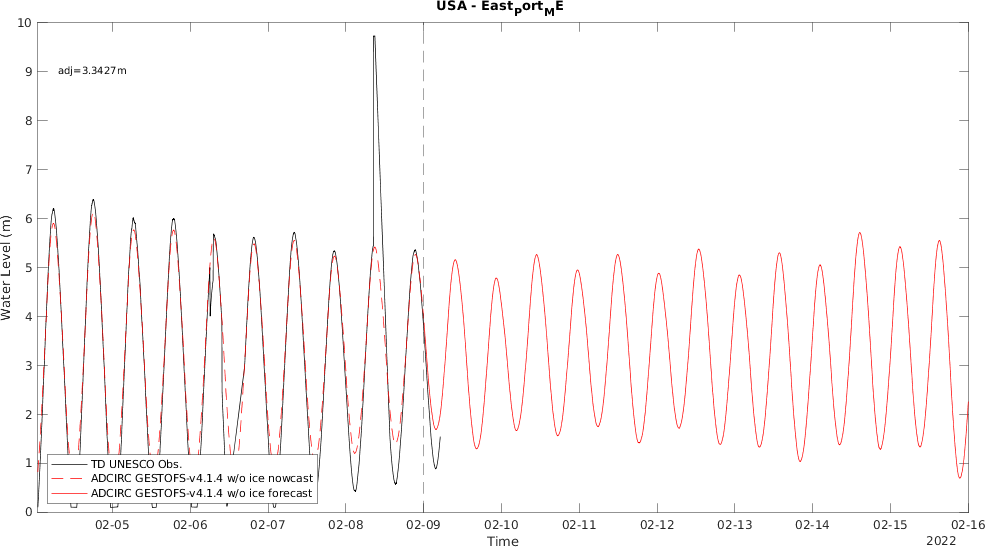 USA - EastPortME
10
9
8
7
6
5
4
3
2
1
0
adj=3.3427m
Water Level (m)
TD UNESCO Obs.
ADCIRC GESTOFS-v4.1.4 w/o ice nowcast
ADCIRC GESTOFS-v4.1.4 w/o ice forecast
02-05 02-06 02-07 02-08 02-09 02-10 02-11 02-12 02-13 02-14 02-15 02-16
Time
2022